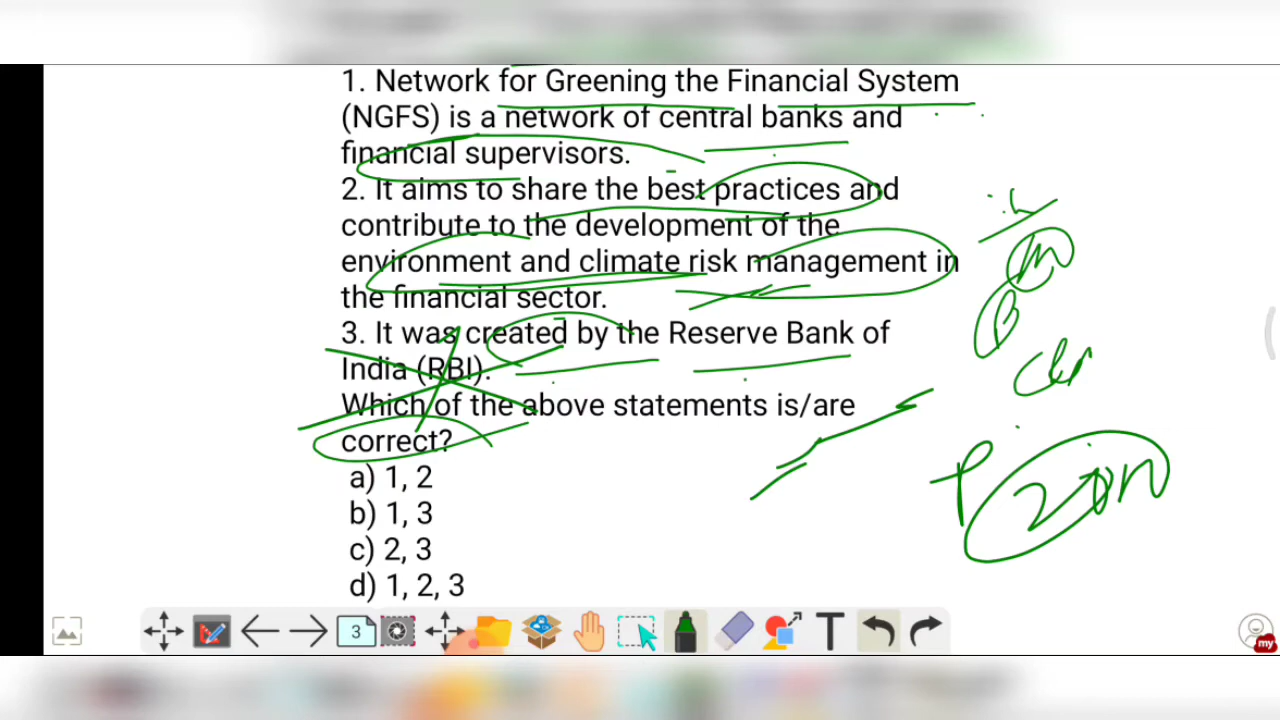 1. Network for Greening the Financial System
(NGFS) is a network of central banks and
financial supervisors.
2. It aims to share the best practices and
contribute to the development of the
environment and climate risk management in
the financial sector.
3. It was created by the Reserve Bank of
India (RBI).
Which of the above statements is/are
correct?
a) 1, 2
b) 1, 3
c) 2, 3
d) 1, 2, 3
3
T
my